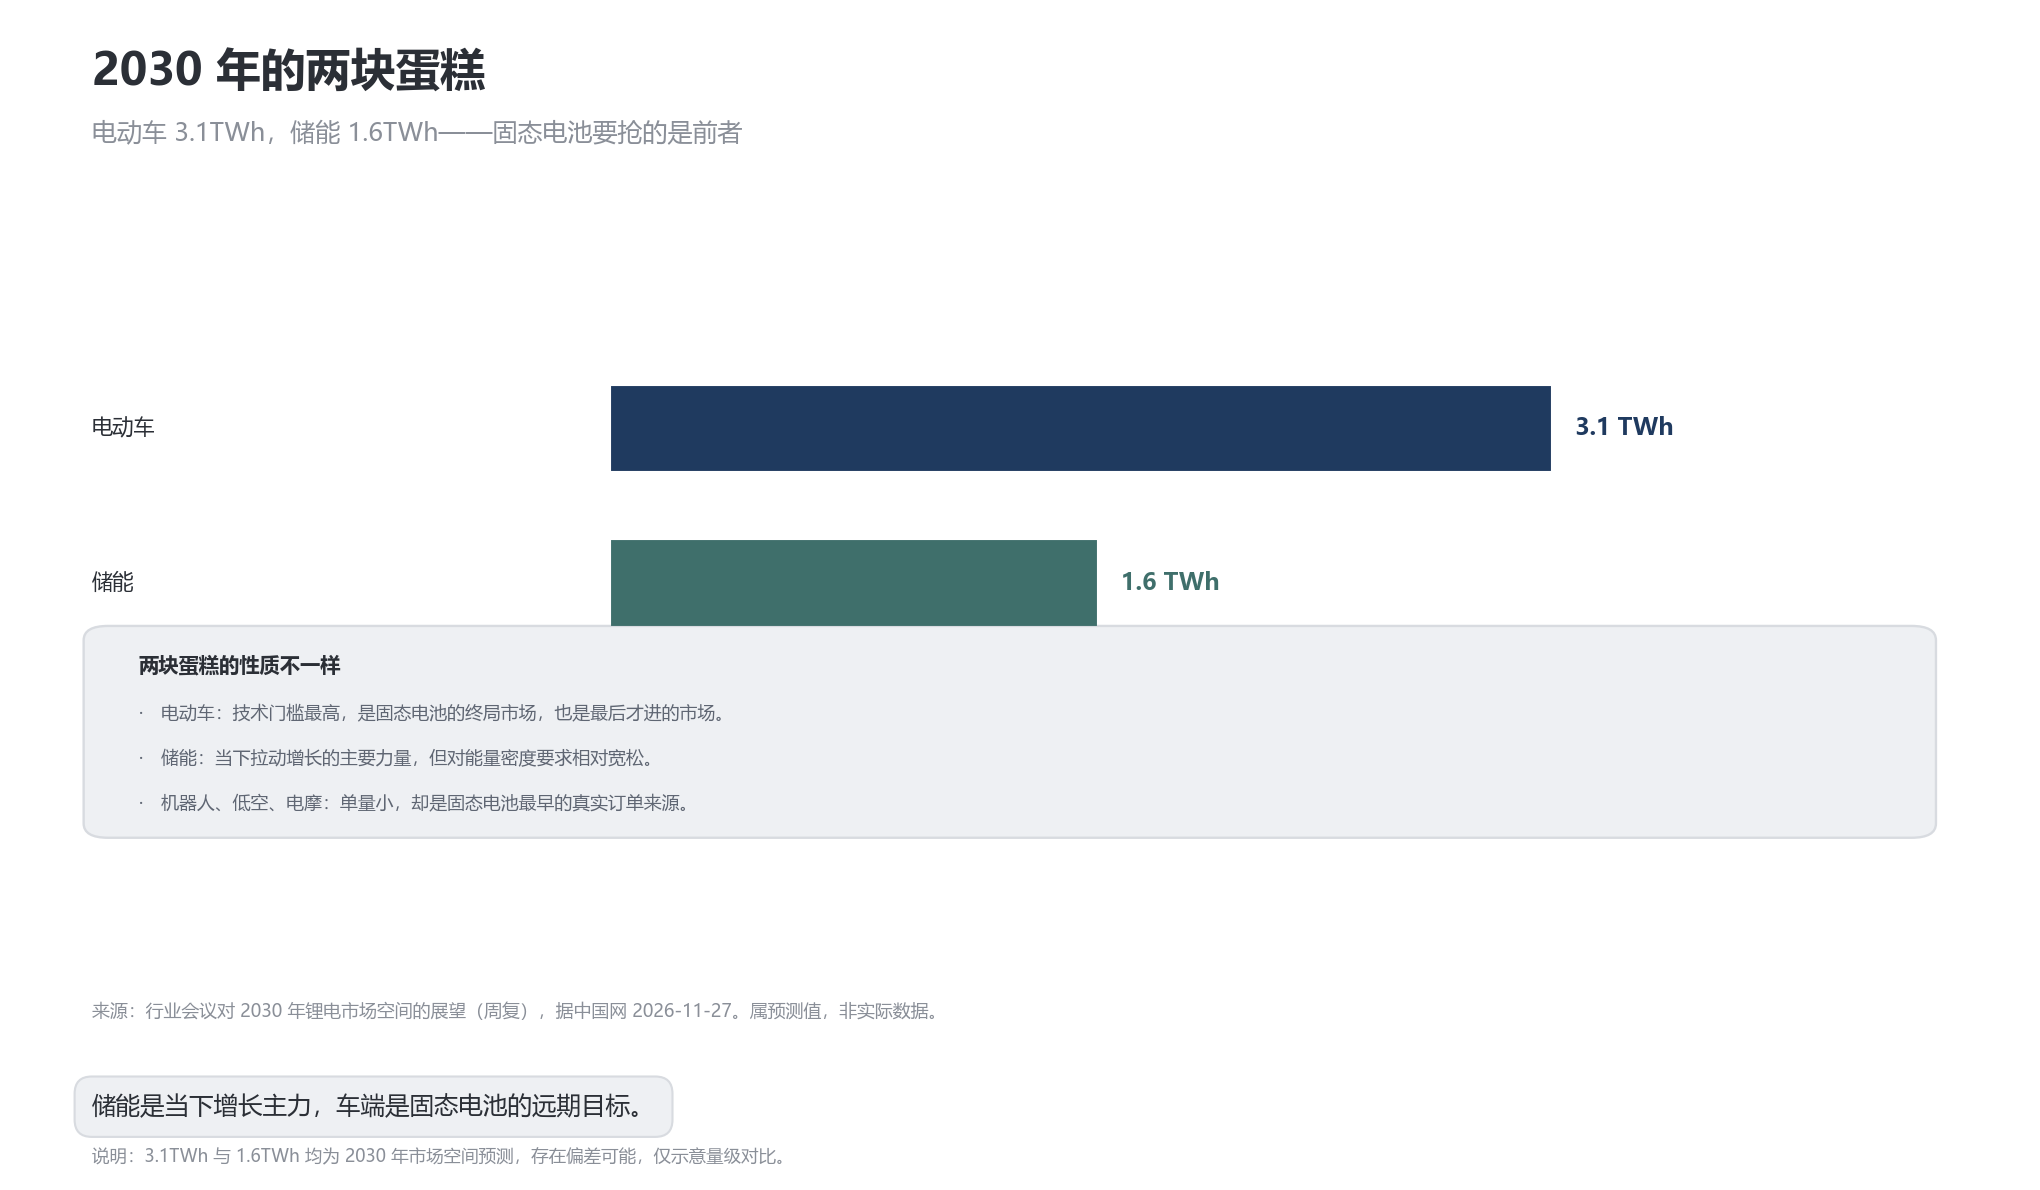 2030 年的两块蛋糕
电动车 3.1TWh，储能 1.6TWh——固态电池要抢的是前者
电动车
3.1 TWh
储能
1.6 TWh
两块蛋糕的性质不一样
· 电动车：技术门槛最高，是固态电池的终局市场，也是最后才进的市场。
· 储能：当下拉动增长的主要力量，但对能量密度要求相对宽松。
· 机器人、低空、电摩：单量小，却是固态电池最早的真实订单来源。
来源：行业会议对 2030 年锂电市场空间的展望（周复），据中国网 2026-11-27。属预测值，非实际数据。
储能是当下增长主力，车端是固态电池的远期目标。
说明：3.1TWh 与 1.6TWh 均为 2030 年市场空间预测，存在偏差可能，仅示意量级对比。